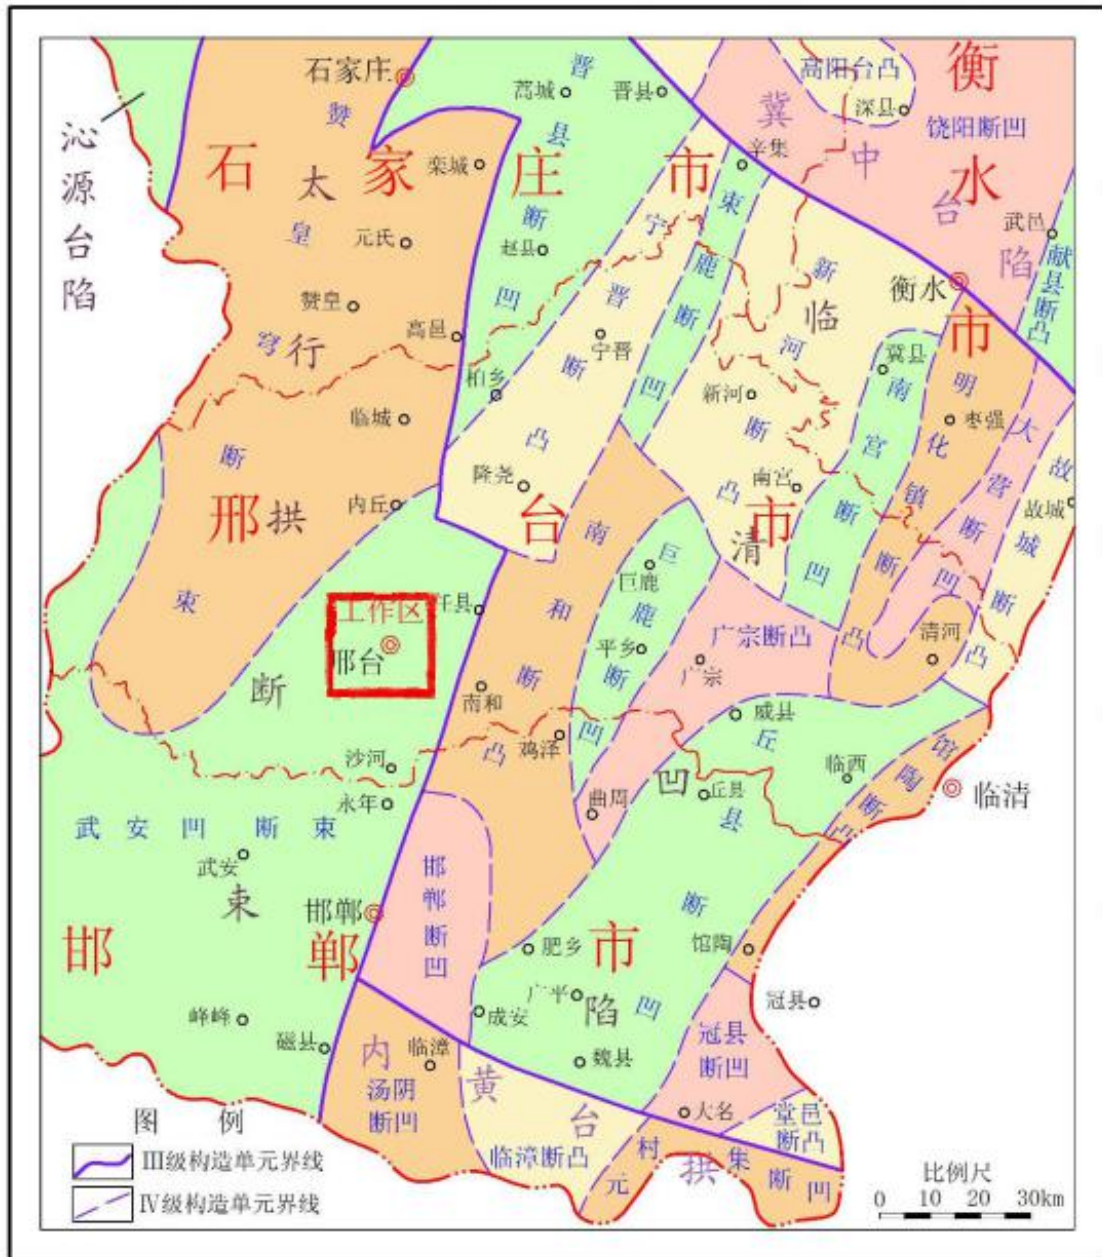 沁源台陷
石家庄市
衡水市
邢台市
邯郸市
太行拱断束
冀中台陷
临清凹陷
内黄台拱
赞皇穹断束
武安凹断束
晋县断凹
宁晋断凸
束鹿断凹
新河断凸
南宫断凹
明化镇断凸
大营断凹
故城断凸
献县断凸
饶阳断凹
高阳台凸
南和断凸
巨鹿断凹
广宗断凸
丘县断凹
馆陶断凸
邯郸断凹
冠县断凹
堂邑断凸
汤阴断凹
临漳断凸
元村集断凹
石家庄
藁城
晋县
深县
辛集
栾城
武邑
元氏
赵县
衡水
赞皇
高邑
宁晋
冀县
柏乡
新河
枣强
临城
隆尧
南宫
内丘
故城
巨鹿
工作区
任县
邢台
平乡
广宗
清河
南和
鸡泽
威县
沙河
临西
永年
曲周
丘县
临清
武安
邯郸
肥乡
馆陶
峰峰
广平
成安
冠县
磁县
临漳
魏县
大名
图 例
III级构造单元界线
IV级构造单元界线
比例尺
0 10 20 30km